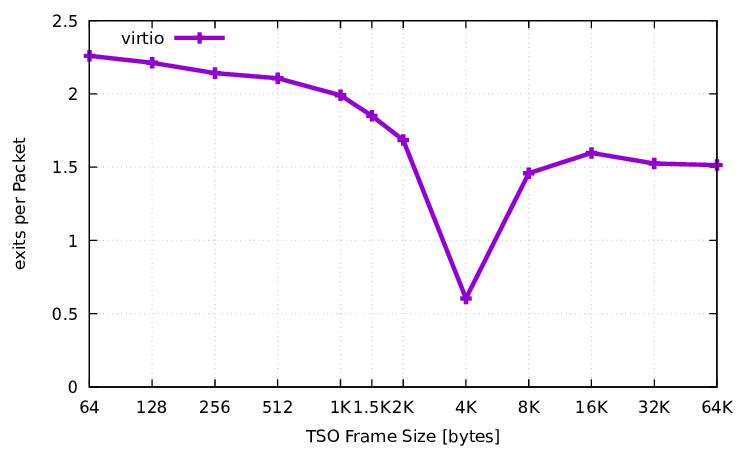 2.5
virtio
2
1.5
1
0.5
0
exits per Packet
64 128 256 512 1K 1.5K 2K 4K 8K 16K 32K 64K
TSO Frame Size [bytes]